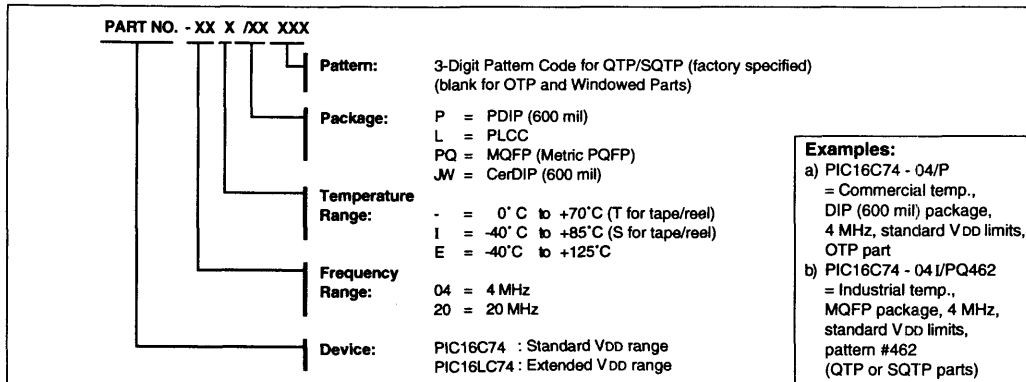 PART NO. - XX X /XX XXX
Pattern: 3-Digit Pattern Code for QTP/SQTP (factory specified)
(blank for OTP and Windowed Parts)
Package: P = PDIP (600 mil)
L = PLCC
PQ = MQFP (Metric PQFP)
JW = CerDIP (600 mil)
Temperature
Range: - = 0˚ C to +70˚C (T for tape/reel)
I = -40˚ C to +85˚C (S for tape/reel)
E = -40˚C to +125˚C
Frequency
Range: 04 = 4 MHz
20 = 20 MHz
Device: PIC16C74 : Standard VDD range
PIC16LC74 : Extended VDD range
Examples:
a) PIC16C74 - 04/P
= Commercial temp.,
DIP (600 mil) package,
4 MHz, standard VDD limits,
OTP part
b) PIC16C74 - 04I/PQ462
= Industrial temp.,
MQFP package, 4 MHz,
standard VDD limits,
pattern #462
(QTP or SQTP parts)